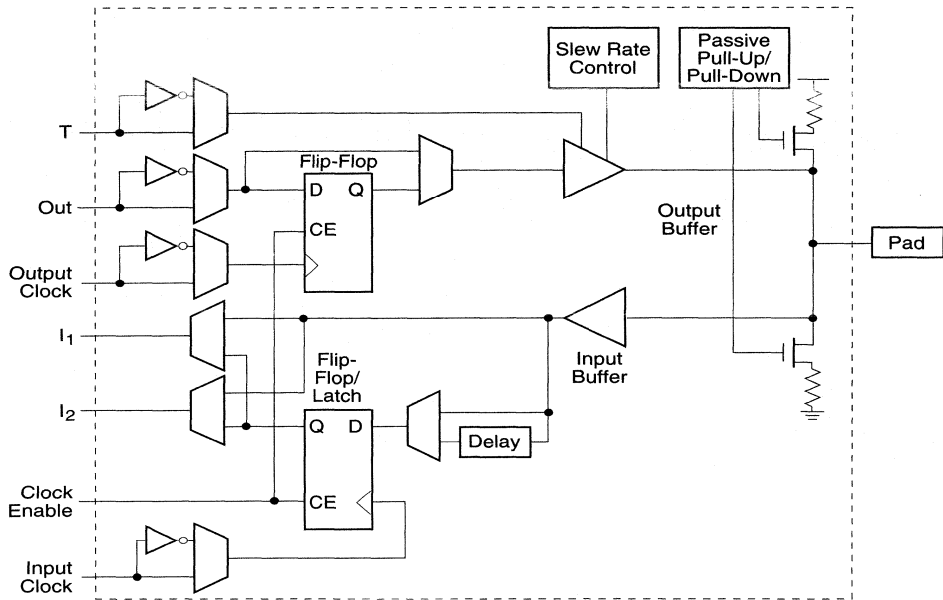 Slew Rate
Control
Passive
Pull-Up/
Pull-Down
T
Flip-Flop
D Q
Out
CE
Output
Buffer
Pad
Output
Clock
I1
Input
Buffer
Flip-
Flop/
Latch
I2
Q D
Delay
Clock
Enable
CE
Input
Clock